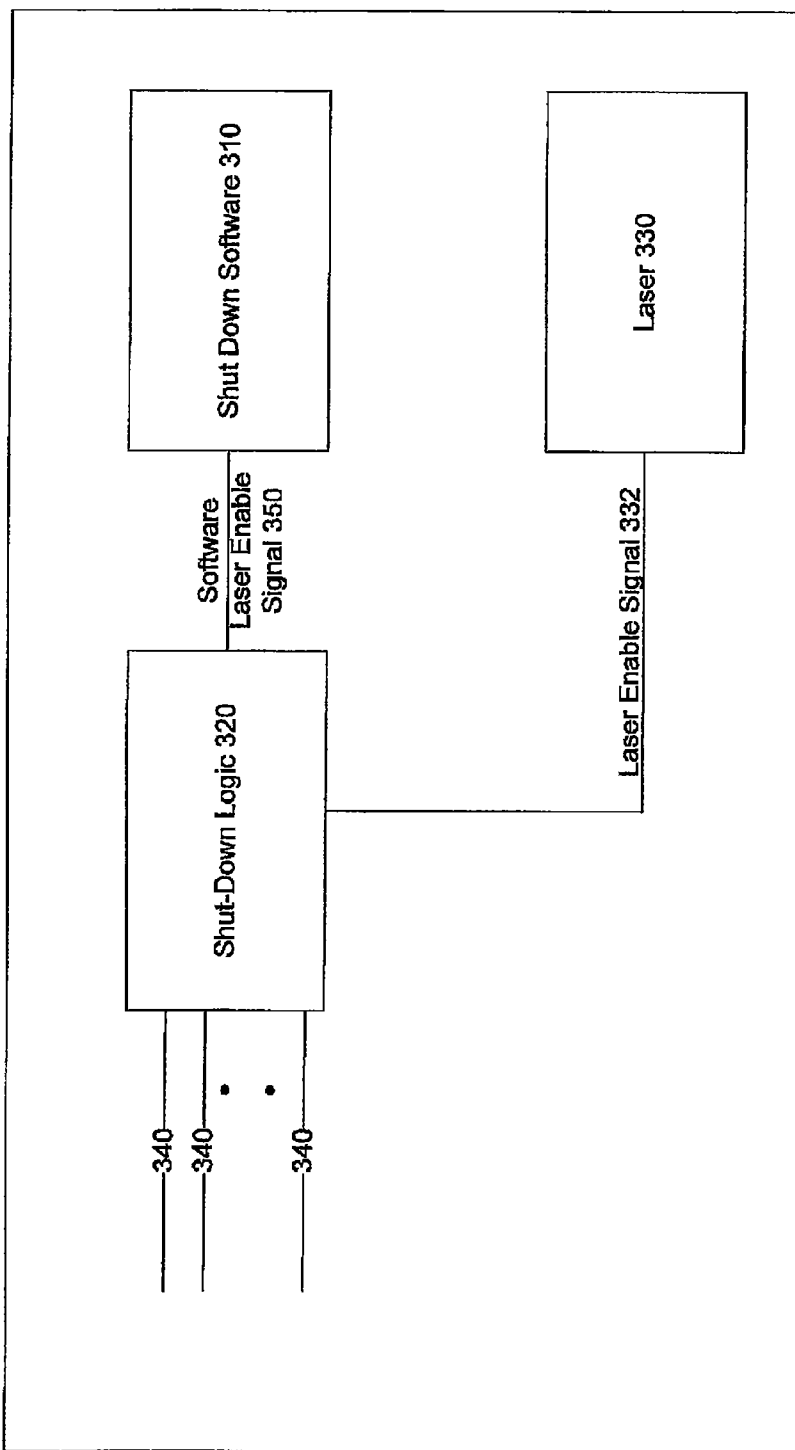 340
340
340
Shut-Down Logic 320
Software
Laser Enable
Signal 350
Shut Down Software 310
Laser Enable Signal 332
Laser 330